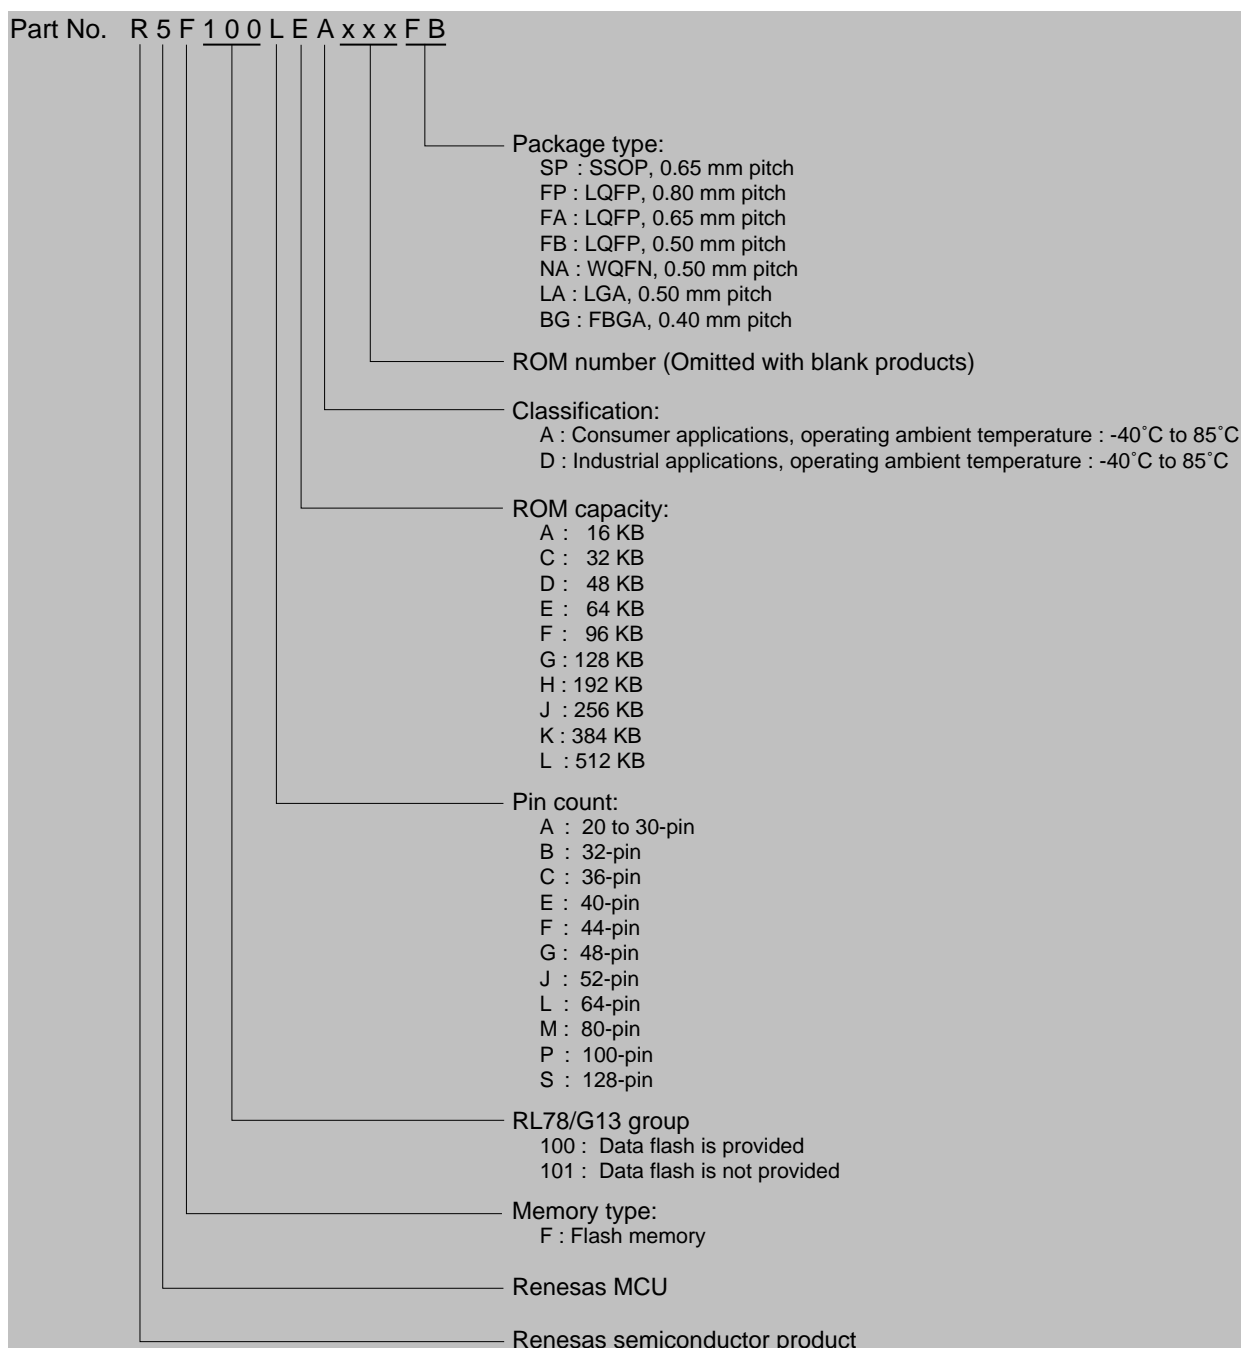 Part No. R 5 F 1 0 0 L E A x x x F B
Package type:
SP : SSOP, 0.65 mm pitch
FP : LQFP, 0.80 mm pitch
FA : LQFP, 0.65 mm pitch
FB : LQFP, 0.50 mm pitch
NA : WQFN, 0.50 mm pitch
LA : LGA, 0.50 mm pitch
BG : FBGA, 0.40 mm pitch
ROM number (Omitted with blank products)
Classification:
A : Consumer applications, operating ambient temperature : -40˚C to 85˚C
D : Industrial applications, operating ambient temperature : -40˚C to 85˚C
ROM capacity:
A : 16 KB
C : 32 KB
D : 48 KB
E : 64 KB
F : 96 KB
G : 128 KB
H : 192 KB
J : 256 KB
K : 384 KB
L : 512 KB
Pin count:
A : 20 to 30-pin
B : 32-pin
C : 36-pin
E : 40-pin
F : 44-pin
G : 48-pin
J : 52-pin
L : 64-pin
M : 80-pin
P : 100-pin
S : 128-pin
RL78/G13 group
100 : Data flash is provided
101 : Data flash is not provided
Memory type:
F : Flash memory
Renesas MCU
Renesas semiconductor product